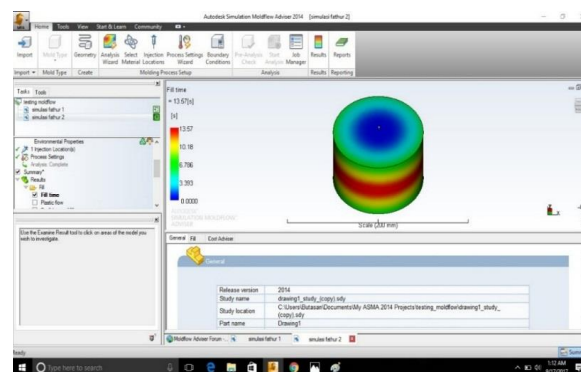 Autodesk Simulation Moldflow Adviser 2014 [simulasi fathur 2]
Home Tools View Start & Learn Community
Import Mold Type Geometry Analysis Wizard Select Material Injection Locations Process Settings Wizard Boundary Conditions Pre-Analysis Check Start Analysis Job Manager Results Reports
Import Mold Type Create Molding Process Setup Analysis Results Reporting
Tasks Tools
testing moldflow
simulasi fathur 1
simulasi fathur 2
Environmental Properties
1 Injection Location(s)
Process Settings
Analysis Complete
Summary*
Results
Fill
Fill time
Plastic flow
Use the Examine Result tool to click on areas of the model you wish to investigate.
Fill time
= 13.57[s]
[s]
13.57
10.18
6.786
3.393
0.0000
AUTODESK
SIMULATION MOLDFLOW
ADVISER
Scale (200 mm)
General Fill Cost Adviser
General
Release version 2014
Study name drawing1_study_(copy).sdy
Study location C:\Users\Butasan\Documents\My ASMA 2014 Projects\testing_moldflow\drawing1_study_
(copy).sdy
Part name Drawing1
Moldflow Adviser Forum simulasi fathur 1 simulasi fathur 2
Ready
Type here to search
1:12 AM